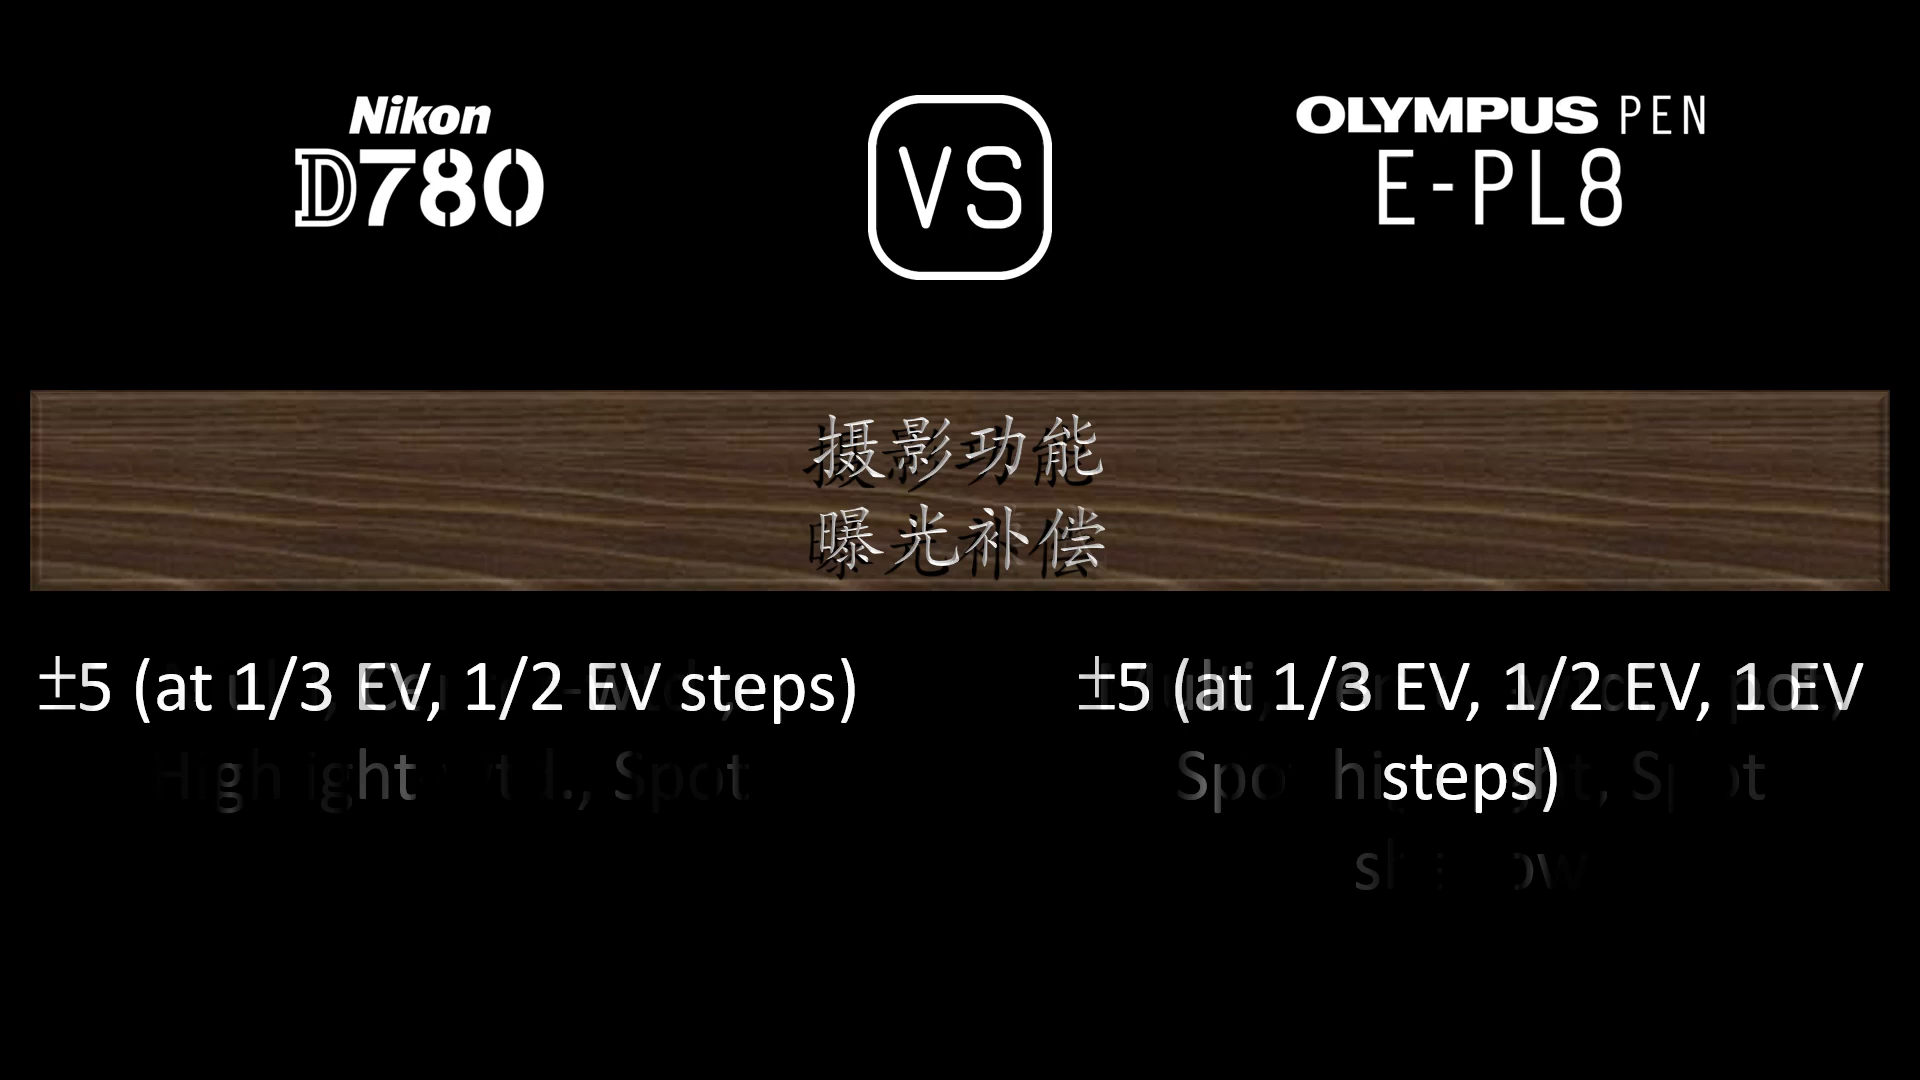 Nikon
D780
VS
OLYMPUS PEN
E-PL8
摄影功能
曝光补偿
±5 (at 1/3 EV, 1/2 EV steps)
±5 (at 1/3 EV, 1/2 EV, 1 EV
steps)